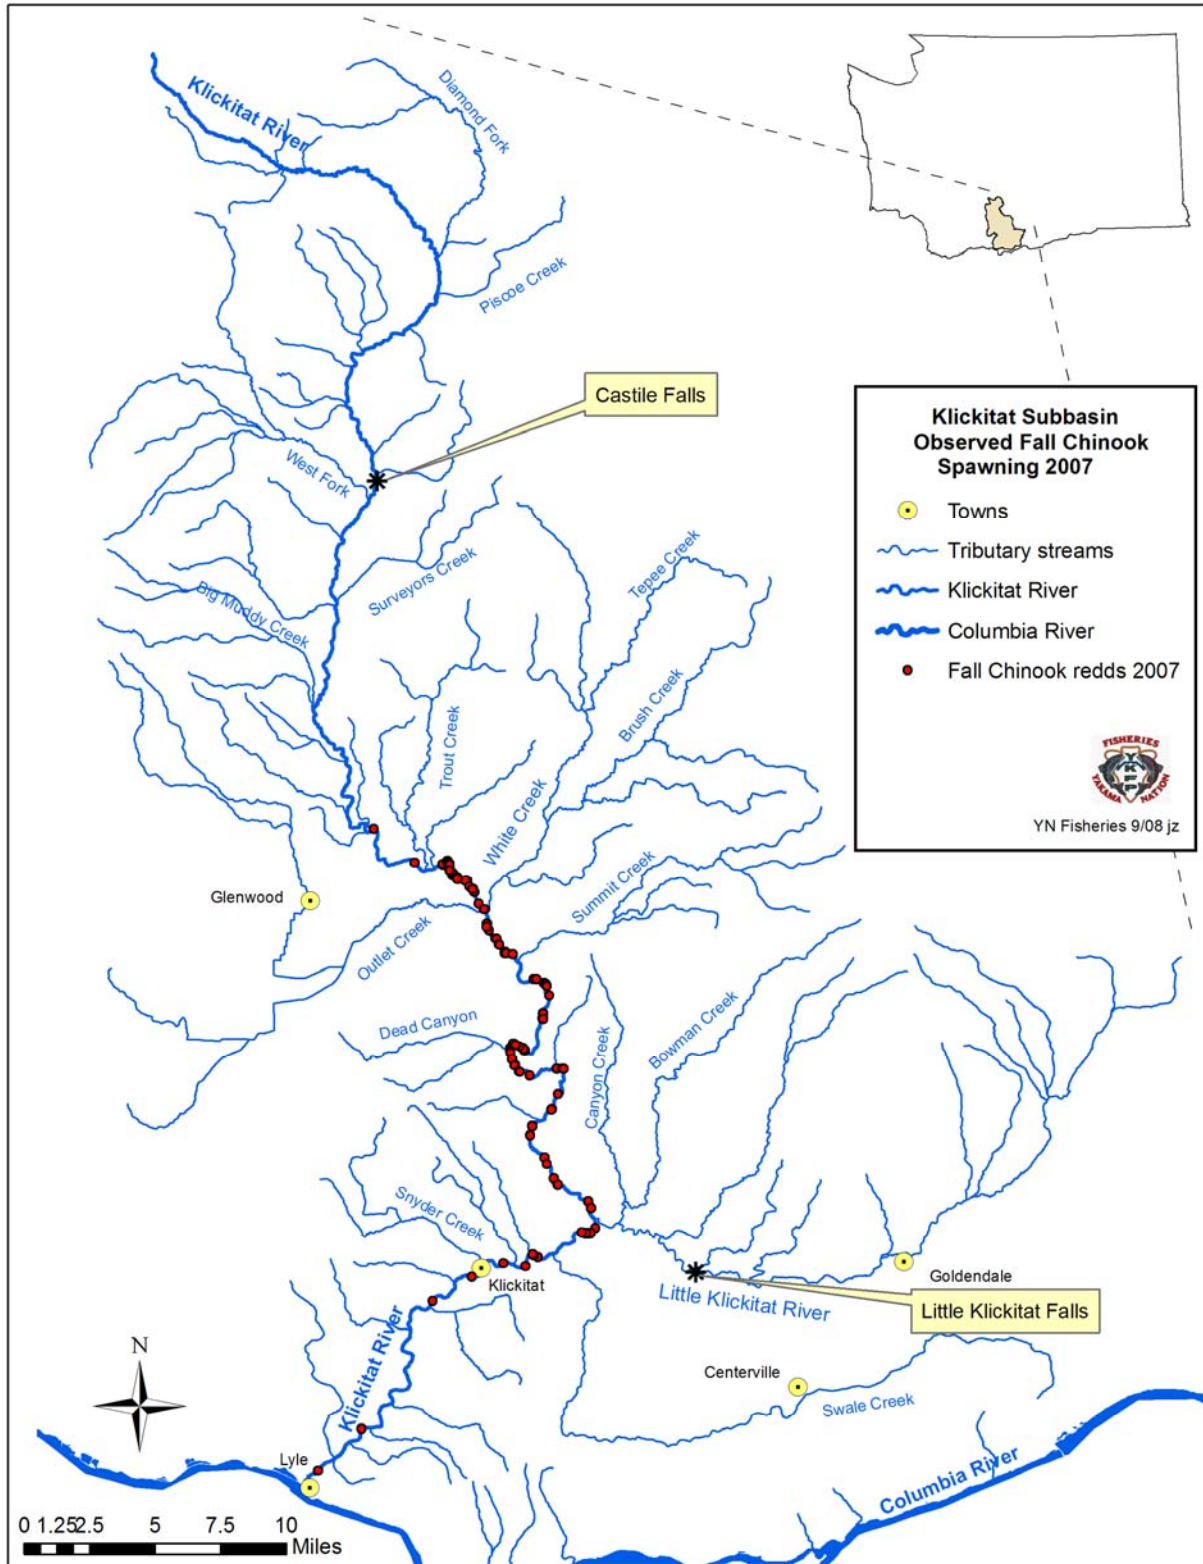 Klickitat River
Diamond Fork
Piscoe Creek
Castile Falls
West Fork
Surveyors Creek
Tepee Creek
Big Muddy Creek
Brush Creek
Trout Creek
White Creek
Glenwood
Outlet Creek
Summit Creek
Dead Canyon
Canyon Creek
Bowman Creek
Snyder Creek
Klickitat
Goldendale
Little Klickitat River
Little Klickitat Falls
Klickitat River
Centerville
Swale Creek
Lyle
Columbia River
N
0 1.25 2.5 5 7.5 10
Miles
Klickitat Subbasin
Observed Fall Chinook
Spawning 2007
Towns
Tributary streams
Klickitat River
Columbia River
Fall Chinook redds 2007
FISHERIES
YKFP
YAKAMA NATION
YN Fisheries 9/08 jz